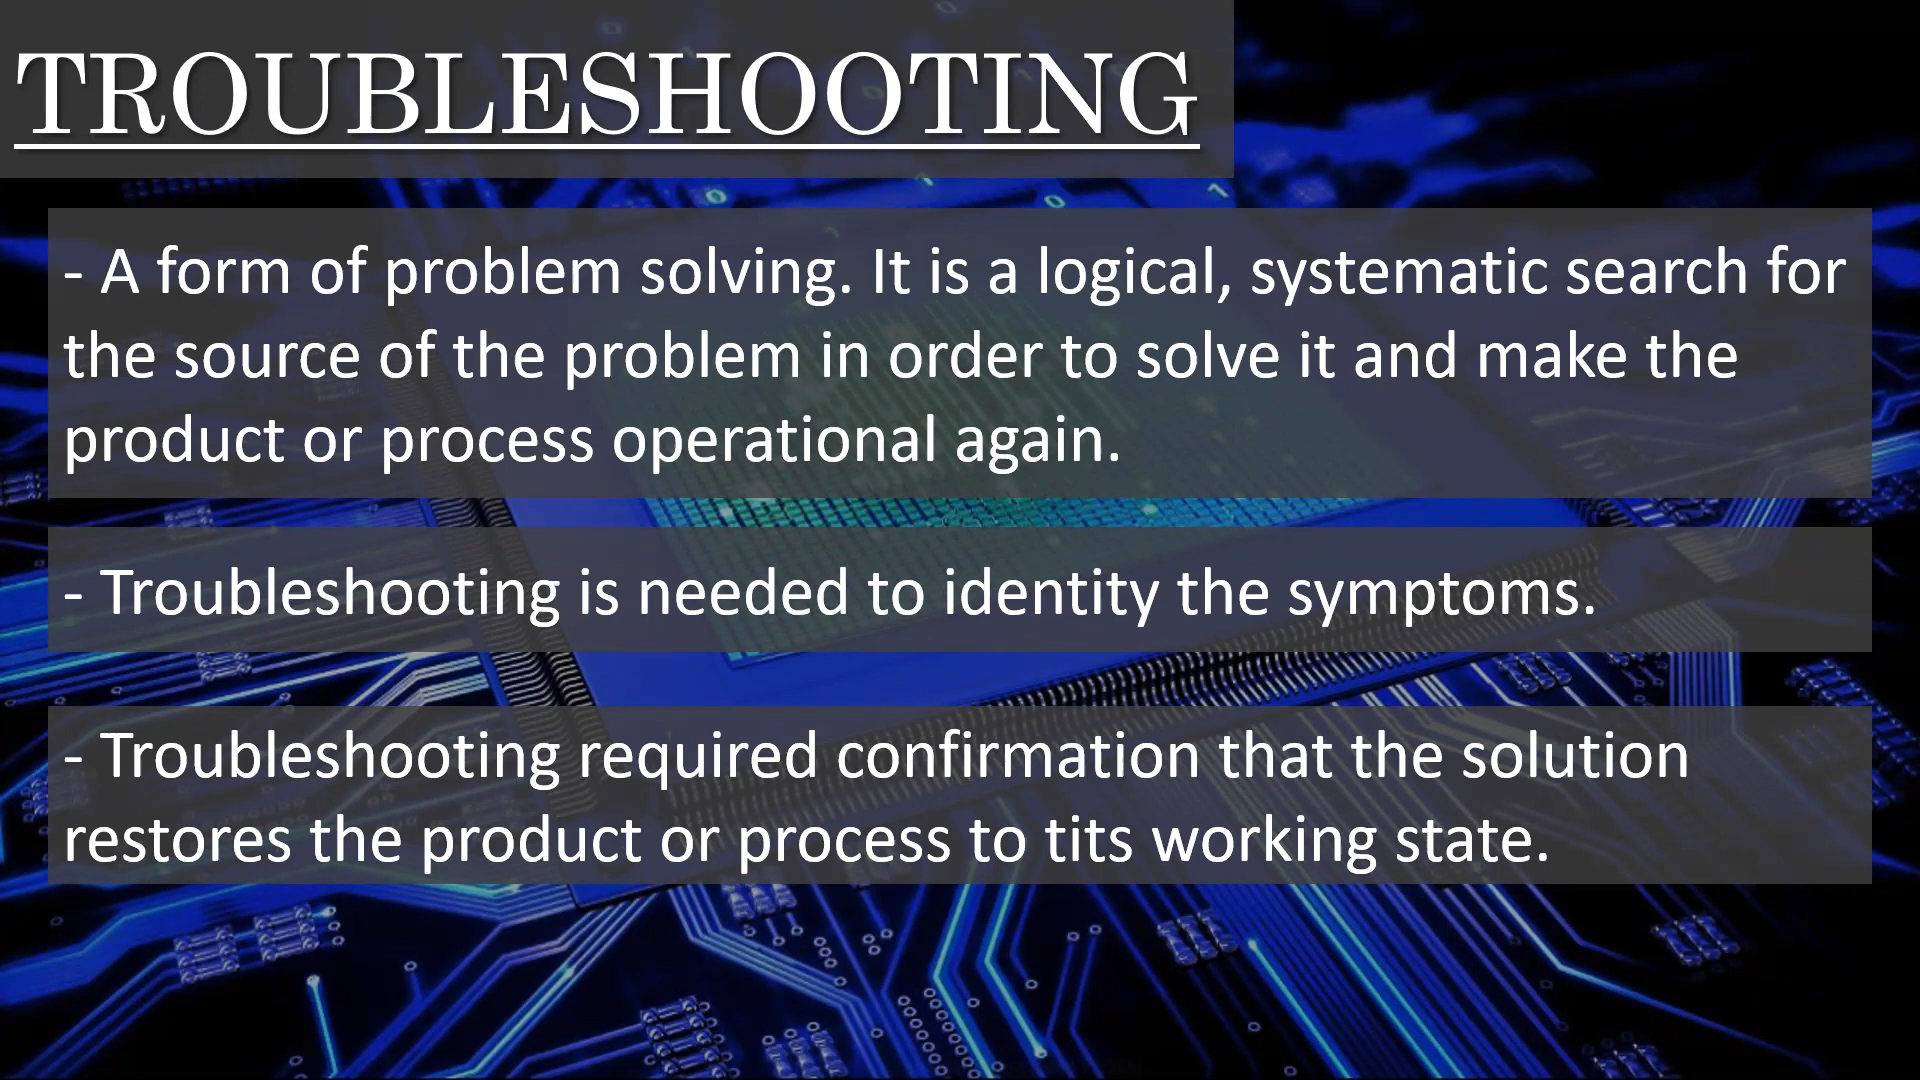 TROUBLESHOOTING
- A form of problem solving. It is a logical, systematic search for
the source of the problem in order to solve it and make the
product or process operational again.
- Troubleshooting is needed to identity the symptoms.
- Troubleshooting required confirmation that the solution
restores the product or process to tits working state.